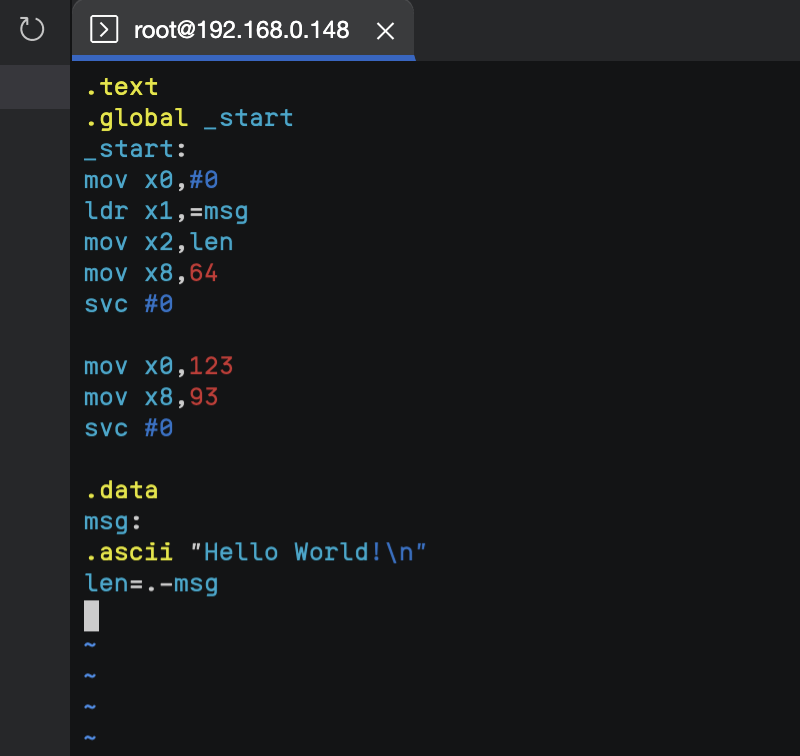 root@192.168.0.148
.text
.global _start
_start:
mov x0,#0
ldr x1,=msg
mov x2,len
mov x8,64
svc #0
mov x0,123
mov x8,93
svc #0
.data
msg:
.ascii "Hello World!\n"
len=.-msg
~
~
~
~